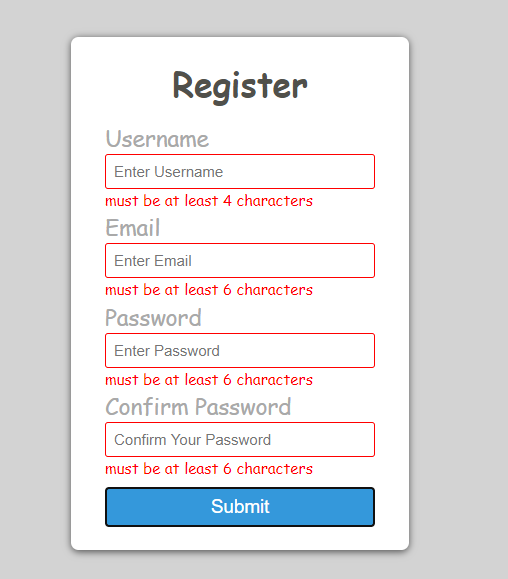 Register
Username
Enter Username
must be at least 4 characters
Email
Enter Email
must be at least 6 characters
Password
Enter Password
must be at least 6 characters
Confirm Password
Confirm Your Password
must be at least 6 characters
Submit